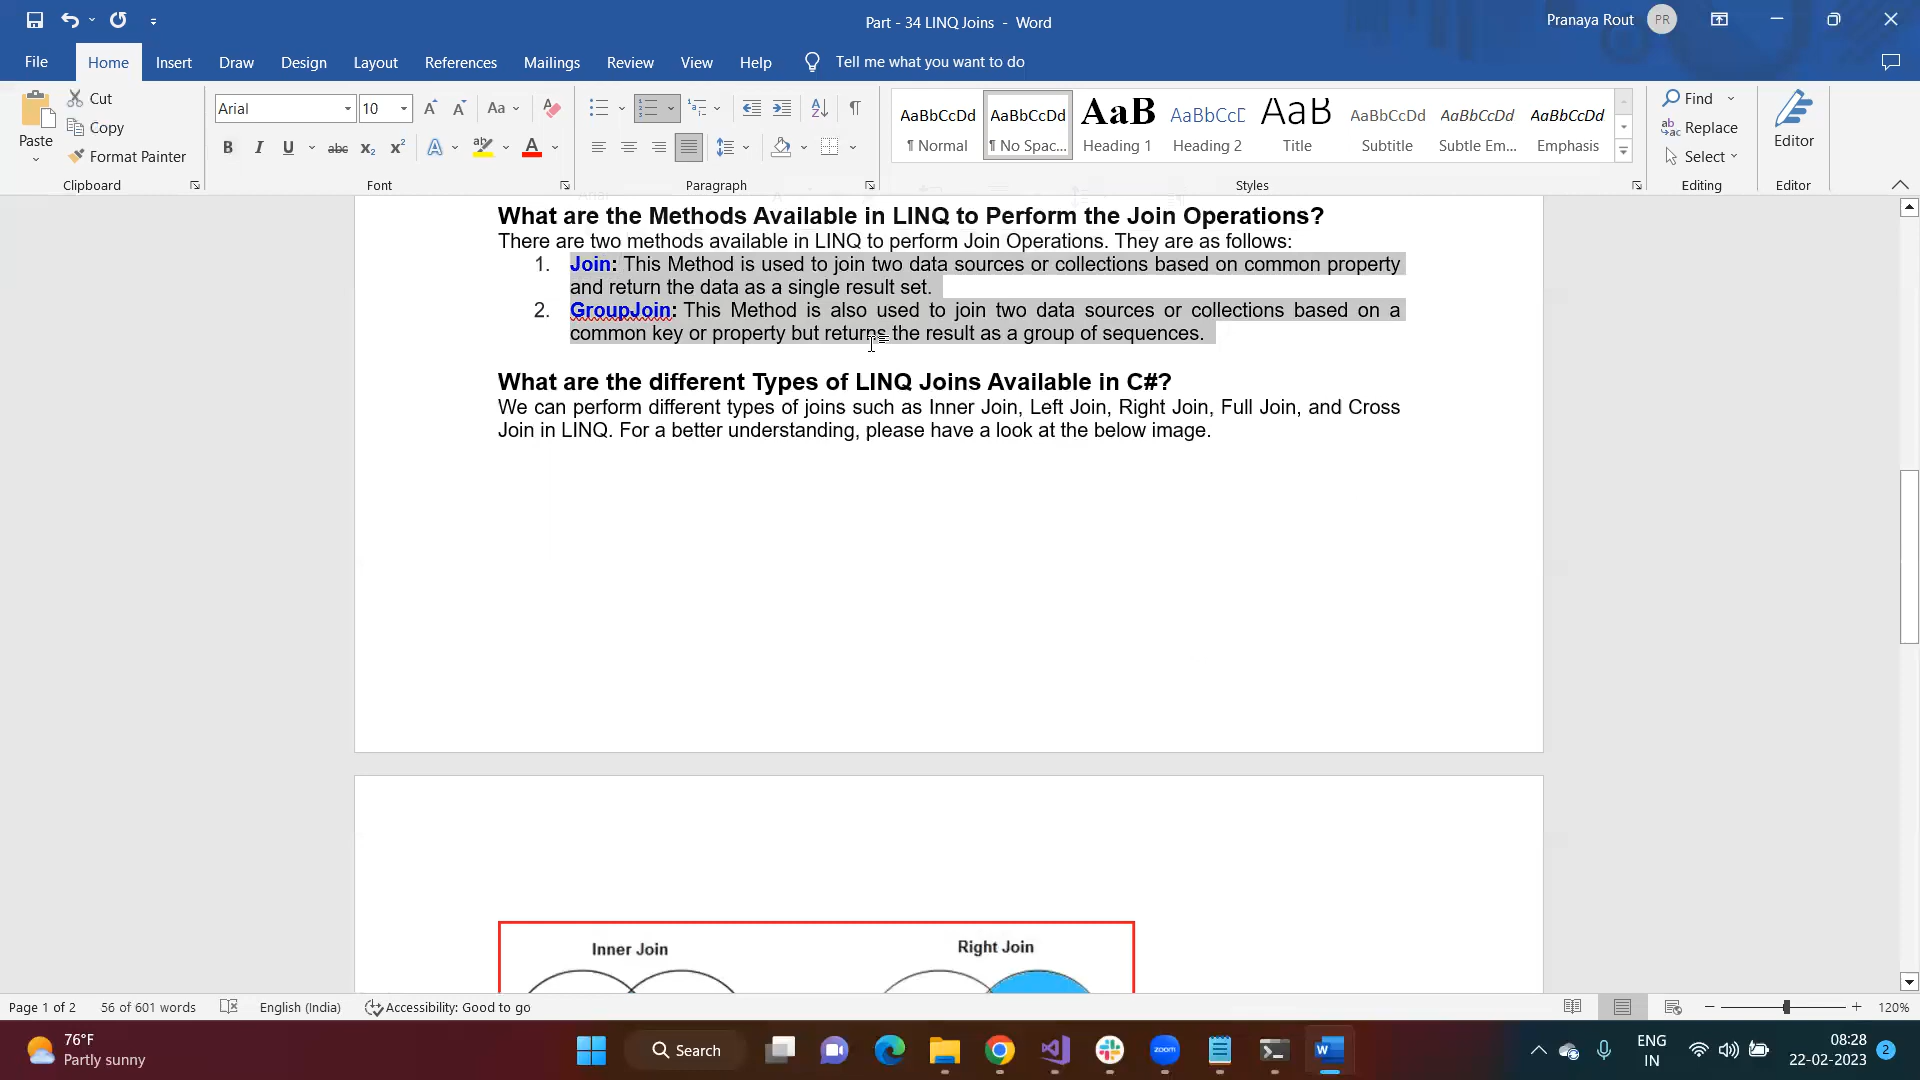 Part - 34 LINQ Joins - Word
Pranaya Rout
PR
File
Home
Insert
Draw
Design
Layout
References
Mailings
Review
View
Help
Tell me what you want to do
Paste
Cut
Copy
Format Painter
Clipboard
Arial
10
Font
Paragraph
AaBbCcDd
¶ Normal
AaBbCcDd
¶ No Spac...
AaB
Heading 1
AaBbCcC
Heading 2
AaB
Title
AaBbCcDd
Subtitle
AaBbCcDd
Subtle Em...
AaBbCcDd
Emphasis
Styles
Find
Replace
Select
Editing
Editor
Editor
What are the Methods Available in LINQ to Perform the Join Operations?
There are two methods available in LINQ to perform Join Operations. They are as follows:
1. Join: This Method is used to join two data sources or collections based on common property
and return the data as a single result set.
2. GroupJoin: This Method is also used to join two data sources or collections based on a
common key or property but returns the result as a group of sequences.
What are the different Types of LINQ Joins Available in C#?
We can perform different types of joins such as Inner Join, Left Join, Right Join, Full Join, and Cross
Join in LINQ. For a better understanding, please have a look at the below image.
Inner Join
Right Join
Page 1 of 2
56 of 601 words
English (India)
Accessibility: Good to go
120%
76°F
Partly sunny
Search
zoom
ENG
IN
08:28
22-02-2023
2